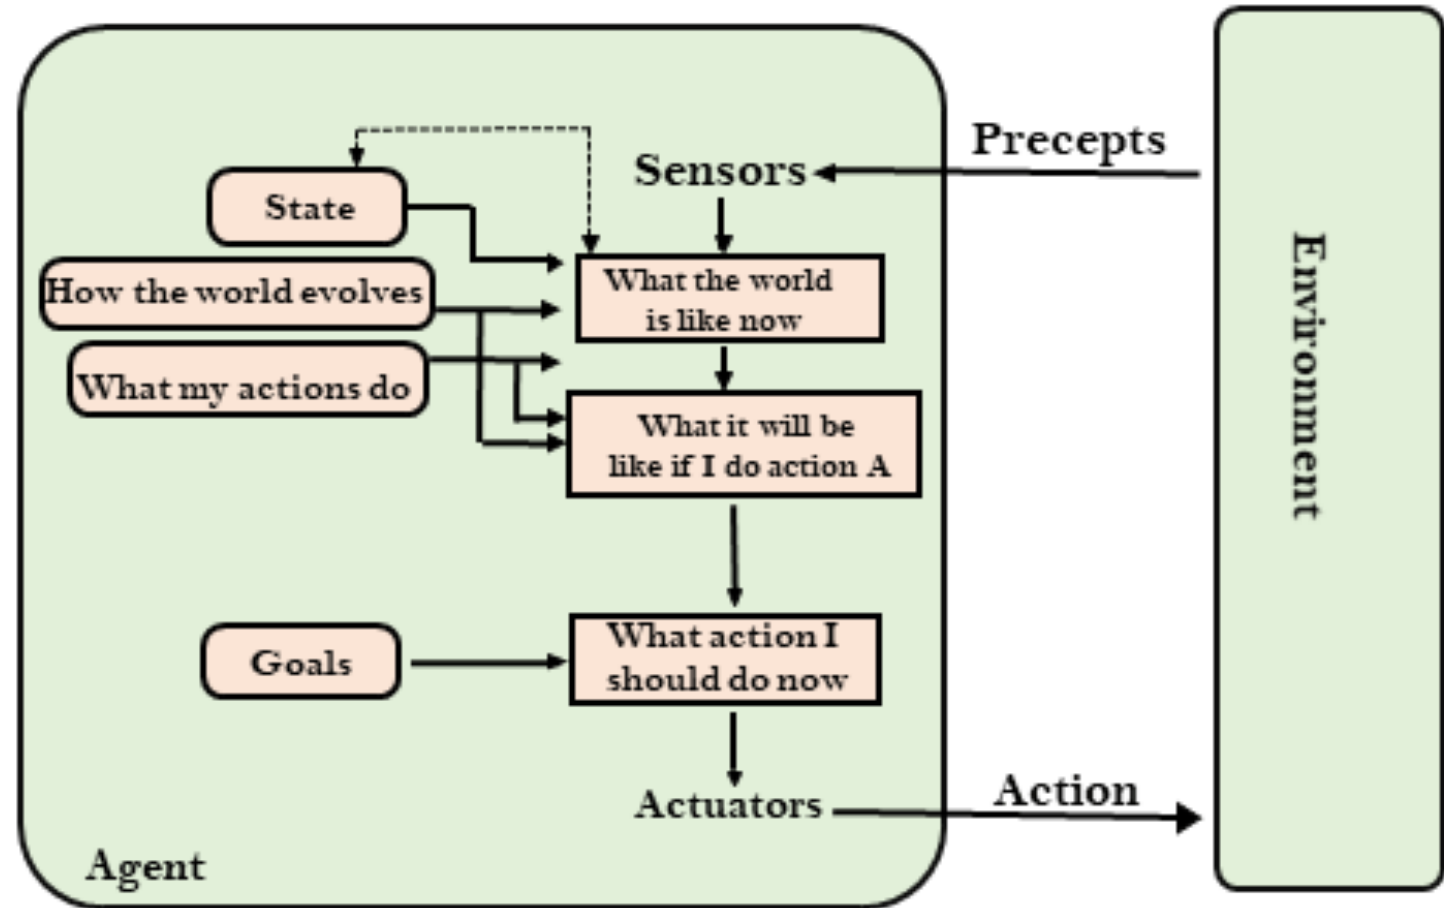 Precepts
Sensors
State
What the world
is like now
How the world evolves
What my actions do
What it will be
like if I do action A
Environment
What action I
should do now
Goals
Actuators
Action
Agent